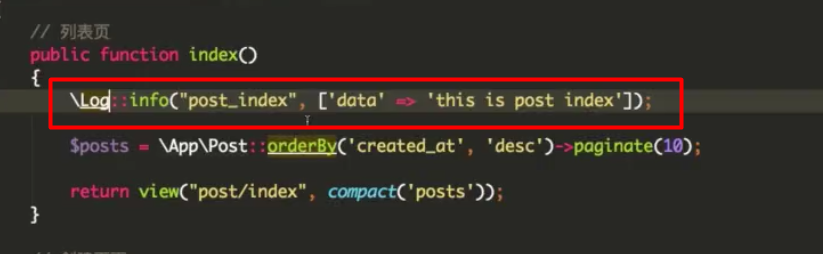 // 列表页
public function index()
{
\Log::info("post_index", ['data' => 'this is post index']);
$posts = \App\Post::orderBy('created_at', 'desc')->paginate(10);
return view("post/index", compact('posts'));
}